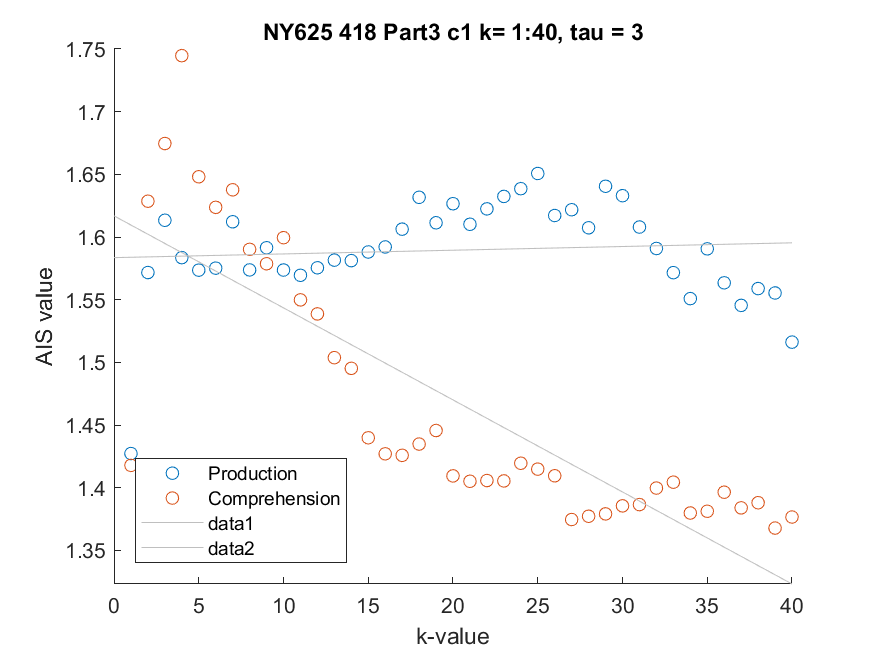 NY625 418 Part3 c1 k= 1:40, tau = 3
1.75
1.7
1.65
1.6
1.55
1.5
1.45
1.4
1.35
AIS value
Production
Comprehension
data1
data2
0 5 10 15 20 25 30 35 40
k-value